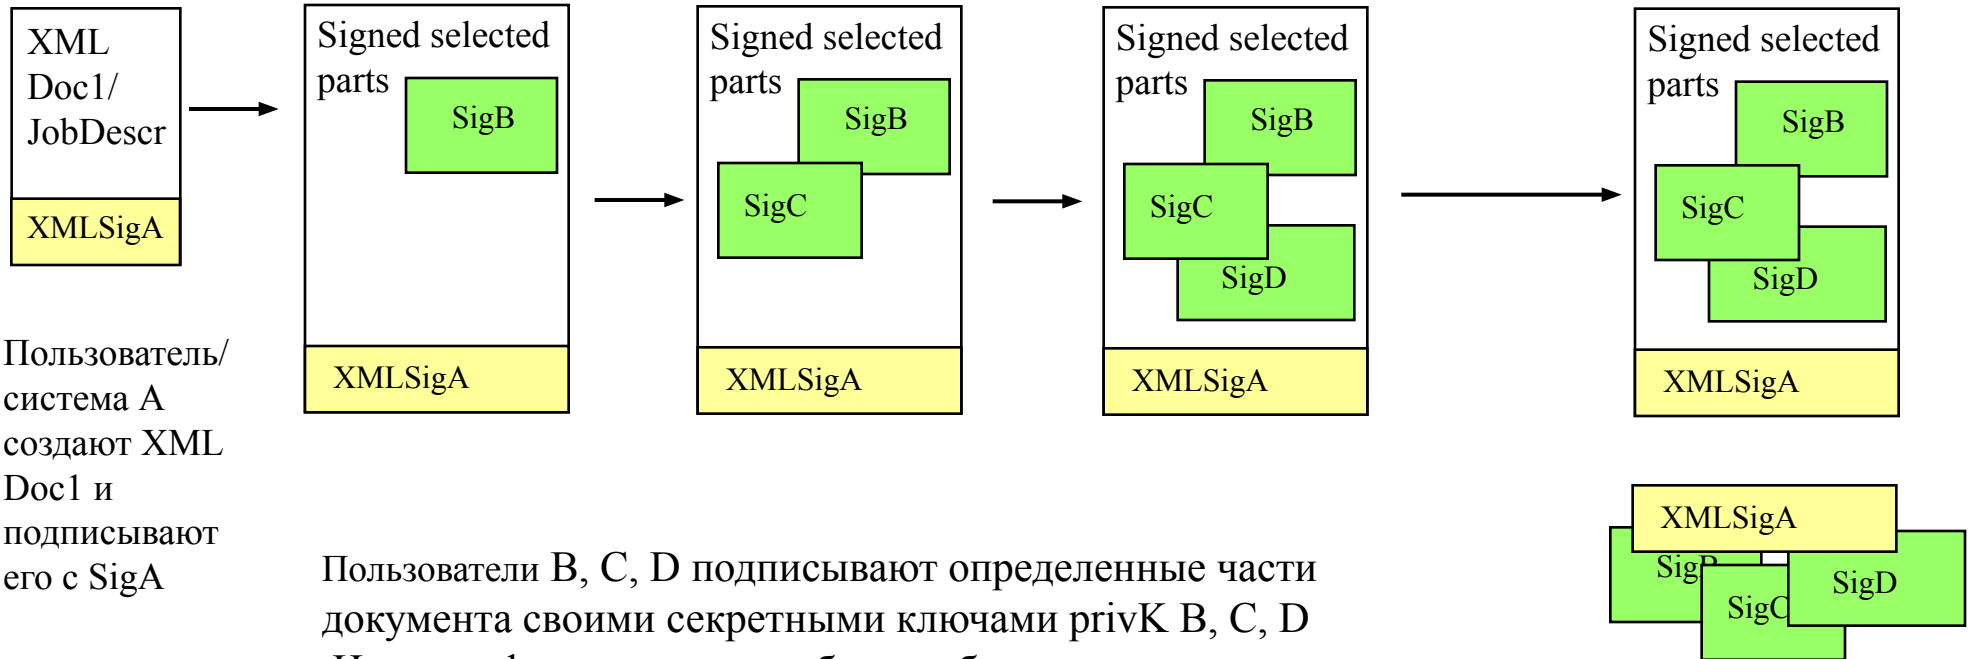 XML
Doc1/
JobDescr
XMLSigA
Signed selected
parts
SigB
XMLSigA
Signed selected
parts
SigB
SigC
XMLSigA
Signed selected
parts
SigB
SigC
SigD
XMLSigA
Signed selected
parts
SigB
SigC
SigD
XMLSigA
Пользователь/
система А
создают XML
Doc1 и
подписывают
его с SigA
Пользователи B, C, D подписывают определенные части
документа своими секретными ключами privK B, C, D
XMLSigA
SigB
SigC
SigD